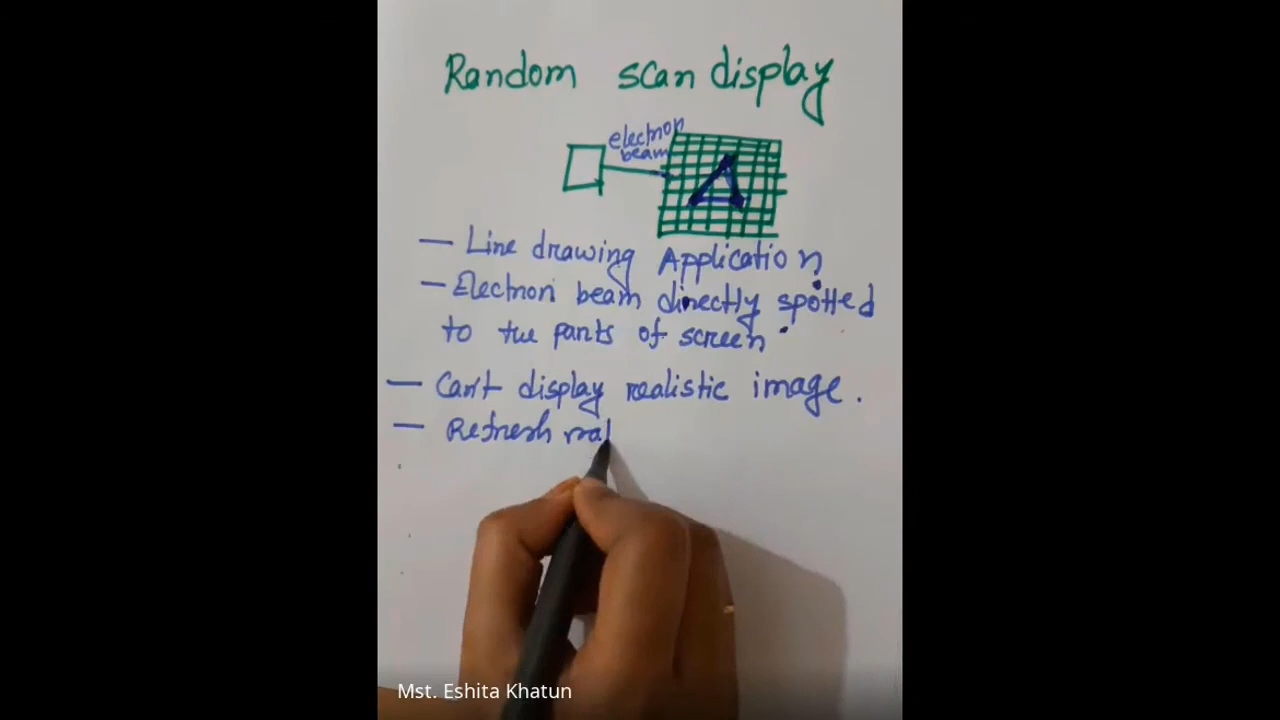 Random scan display
electron
beam
— Line drawing Application
— Electron beam directly spotted
to the parts of screen
— Can't display realistic image.
— Refresh rat
Mst. Eshita Khatun